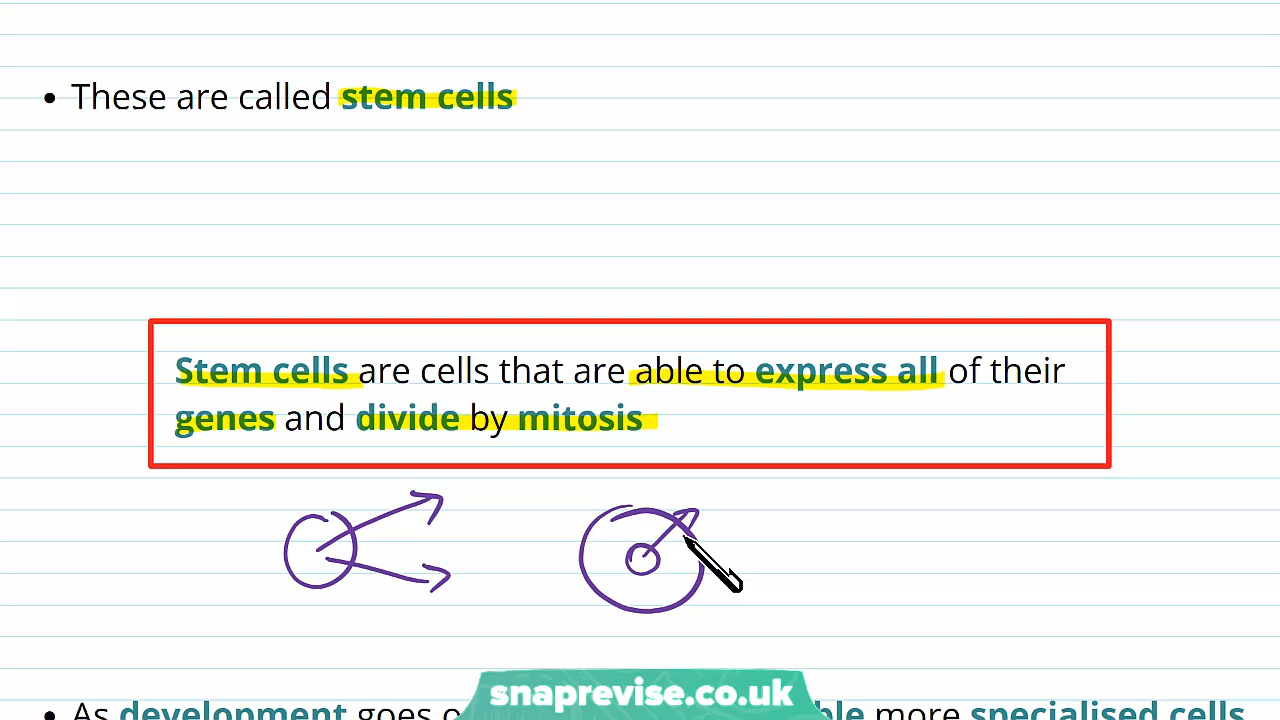 • These are called stem cells
Stem cells are cells that are able to express all of their
genes and divide by mitosis
snaprevise.co.uk
• As development goes o ble more specialised cells